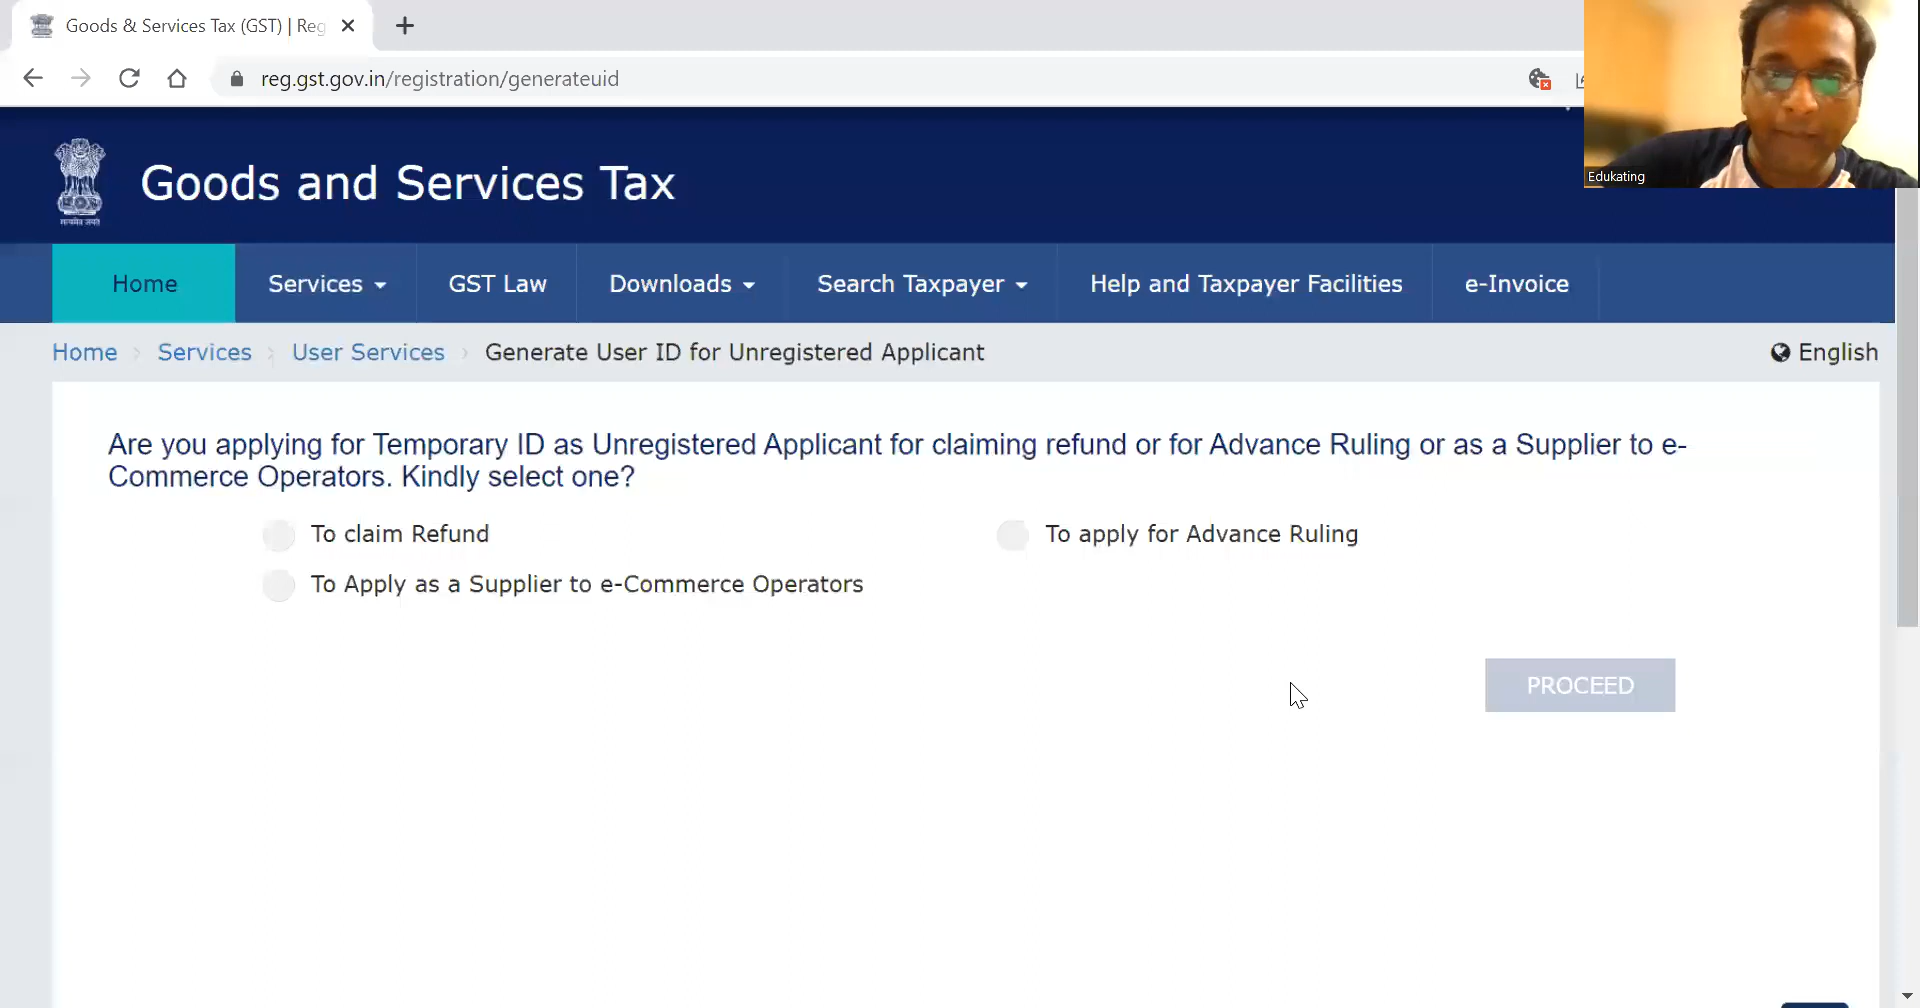 Goods & Services Tax (GST) | Reg
reg.gst.gov.in/registration/generateuid
Edukating
सत्यमेव जयते
Goods and Services Tax
Home Services GST Law Downloads Search Taxpayer Help and Taxpayer Facilities e-Invoice
Home Services User Services Generate User ID for Unregistered Applicant English
Are you applying for Temporary ID as Unregistered Applicant for claiming refund or for Advance Ruling or as a Supplier to e-
Commerce Operators. Kindly select one?
To claim Refund To apply for Advance Ruling
To Apply as a Supplier to e-Commerce Operators
PROCEED